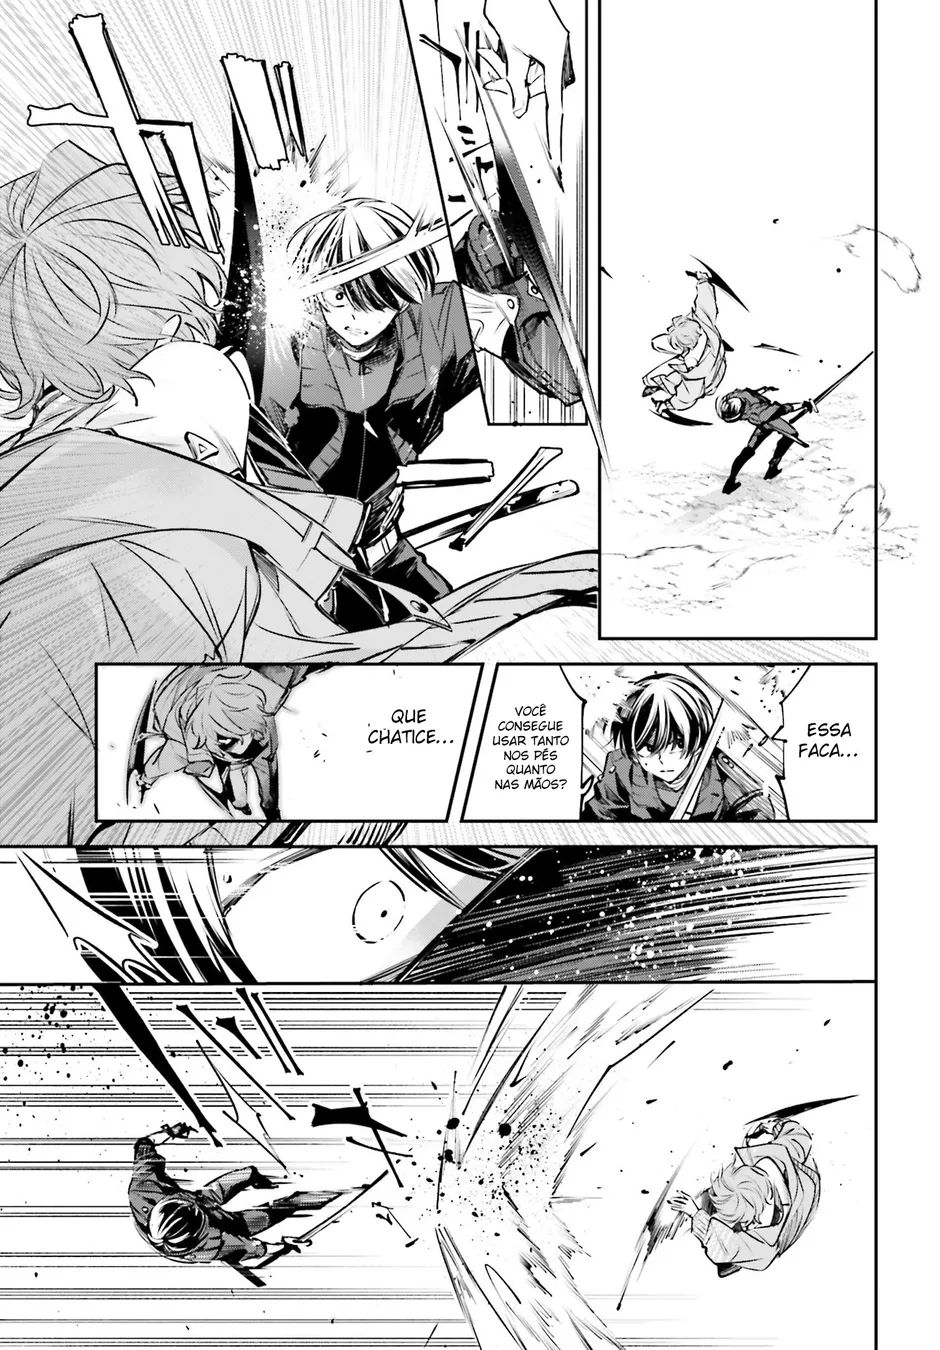 ESSA
FACA...
VOCÊ
CONSEGUE
USAR TANTO
NOS PÉS
QUANTO
NAS MÃOS?
QUE
CHATICE...